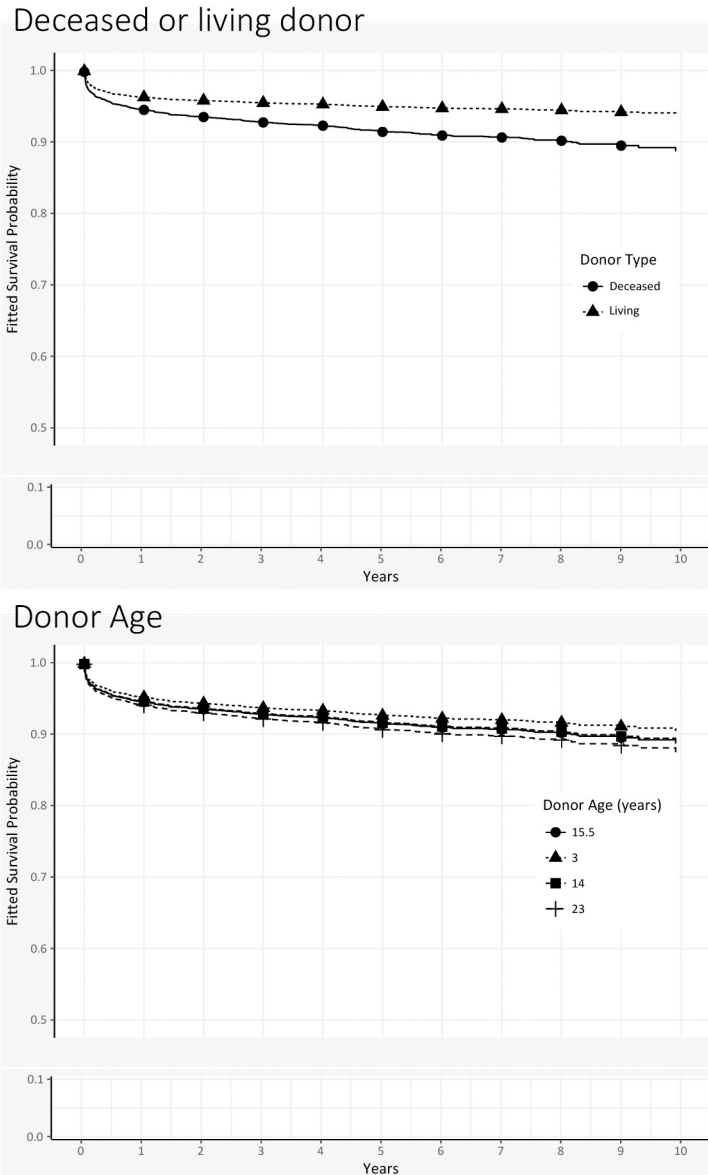 Deceased or living donor
1.0
0.9
0.8
0.7
0.6
0.5
Fitted Survival Probability
Donor Type
Deceased
Living
0.1
0.0
0 1 2 3 4 5 6 7 8 9 10
Years
Donor Age
1.0
0.9
0.8
0.7
0.6
0.5
Fitted Survival Probability
Donor Age (years)
15.5
3
14
23
0.1
0.0
0 1 2 3 4 5 6 7 8 9 10
Years